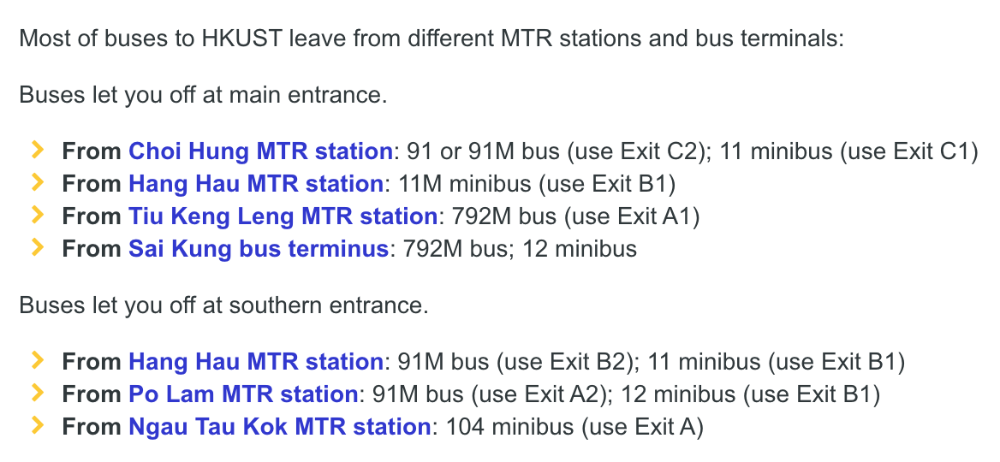 Most of buses to HKUST leave from different MTR stations and bus terminals:
Buses let you off at main entrance.
From Choi Hung MTR station: 91 or 91M bus (use Exit C2); 11 minibus (use Exit C1)
From Hang Hau MTR station: 11M minibus (use Exit B1)
From Tiu Keng Leng MTR station: 792M bus (use Exit A1)
From Sai Kung bus terminus: 792M bus; 12 minibus
Buses let you off at southern entrance.
From Hang Hau MTR station: 91M bus (use Exit B2); 11 minibus (use Exit B1)
From Po Lam MTR station: 91M bus (use Exit A2); 12 minibus (use Exit B1)
From Ngau Tau Kok MTR station: 104 minibus (use Exit A)